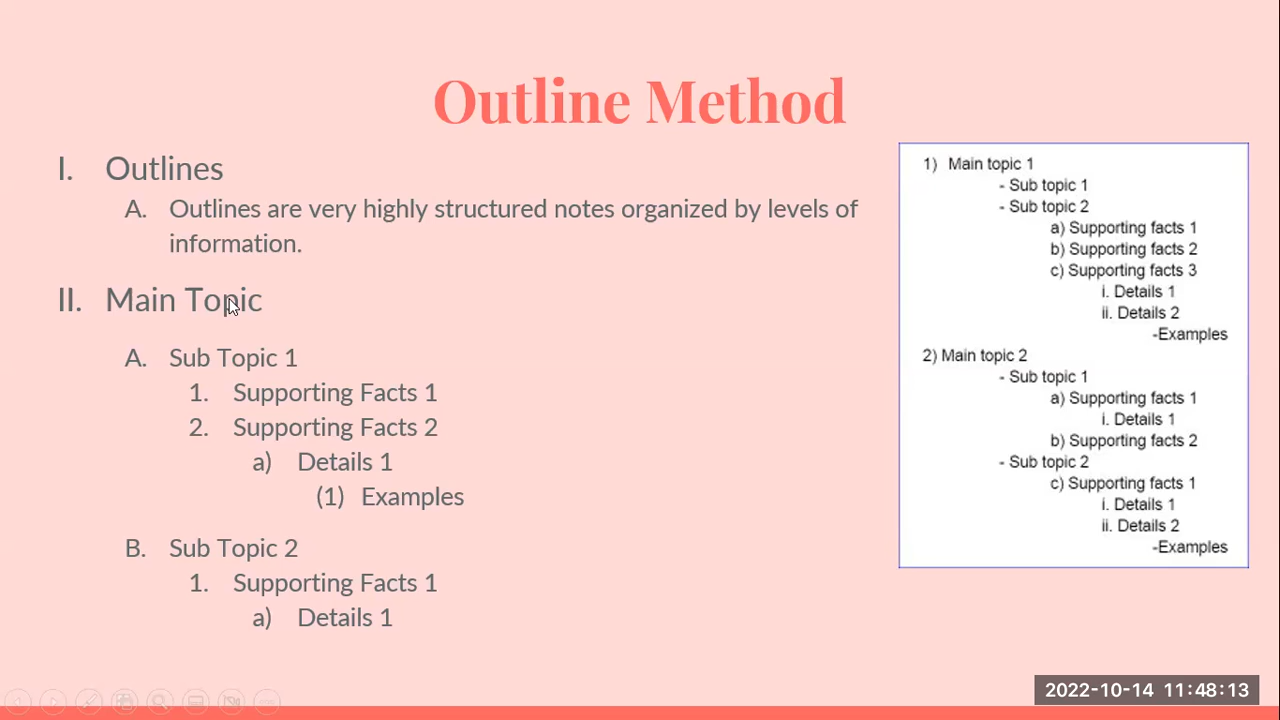 Outline Method
I. Outlines
A. Outlines are very highly structured notes organized by levels of
information.
II. Main Topic
A. Sub Topic 1
1. Supporting Facts 1
2. Supporting Facts 2
a) Details 1
(1) Examples
B. Sub Topic 2
1. Supporting Facts 1
a) Details 1
1) Main topic 1
- Sub topic 1
- Sub topic 2
a) Supporting facts 1
b) Supporting facts 2
c) Supporting facts 3
i. Details 1
ii. Details 2
-Examples
2) Main topic 2
- Sub topic 1
a) Supporting facts 1
i. Details 1
b) Supporting facts 2
- Sub topic 2
c) Supporting facts 1
i. Details 1
ii. Details 2
-Examples
2022-10-14 11:48:13